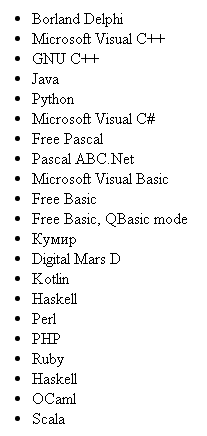 Borland Delphi
Microsoft Visual C++
GNU C++
Java
Python
Microsoft Visual C#
Free Pascal
Pascal ABC.Net
Microsoft Visual Basic
Free Basic
Free Basic, QBasic mode
Кумир
Digital Mars D
Kotlin
Haskell
Perl
PHP
Ruby
Haskell
OCaml
Scala